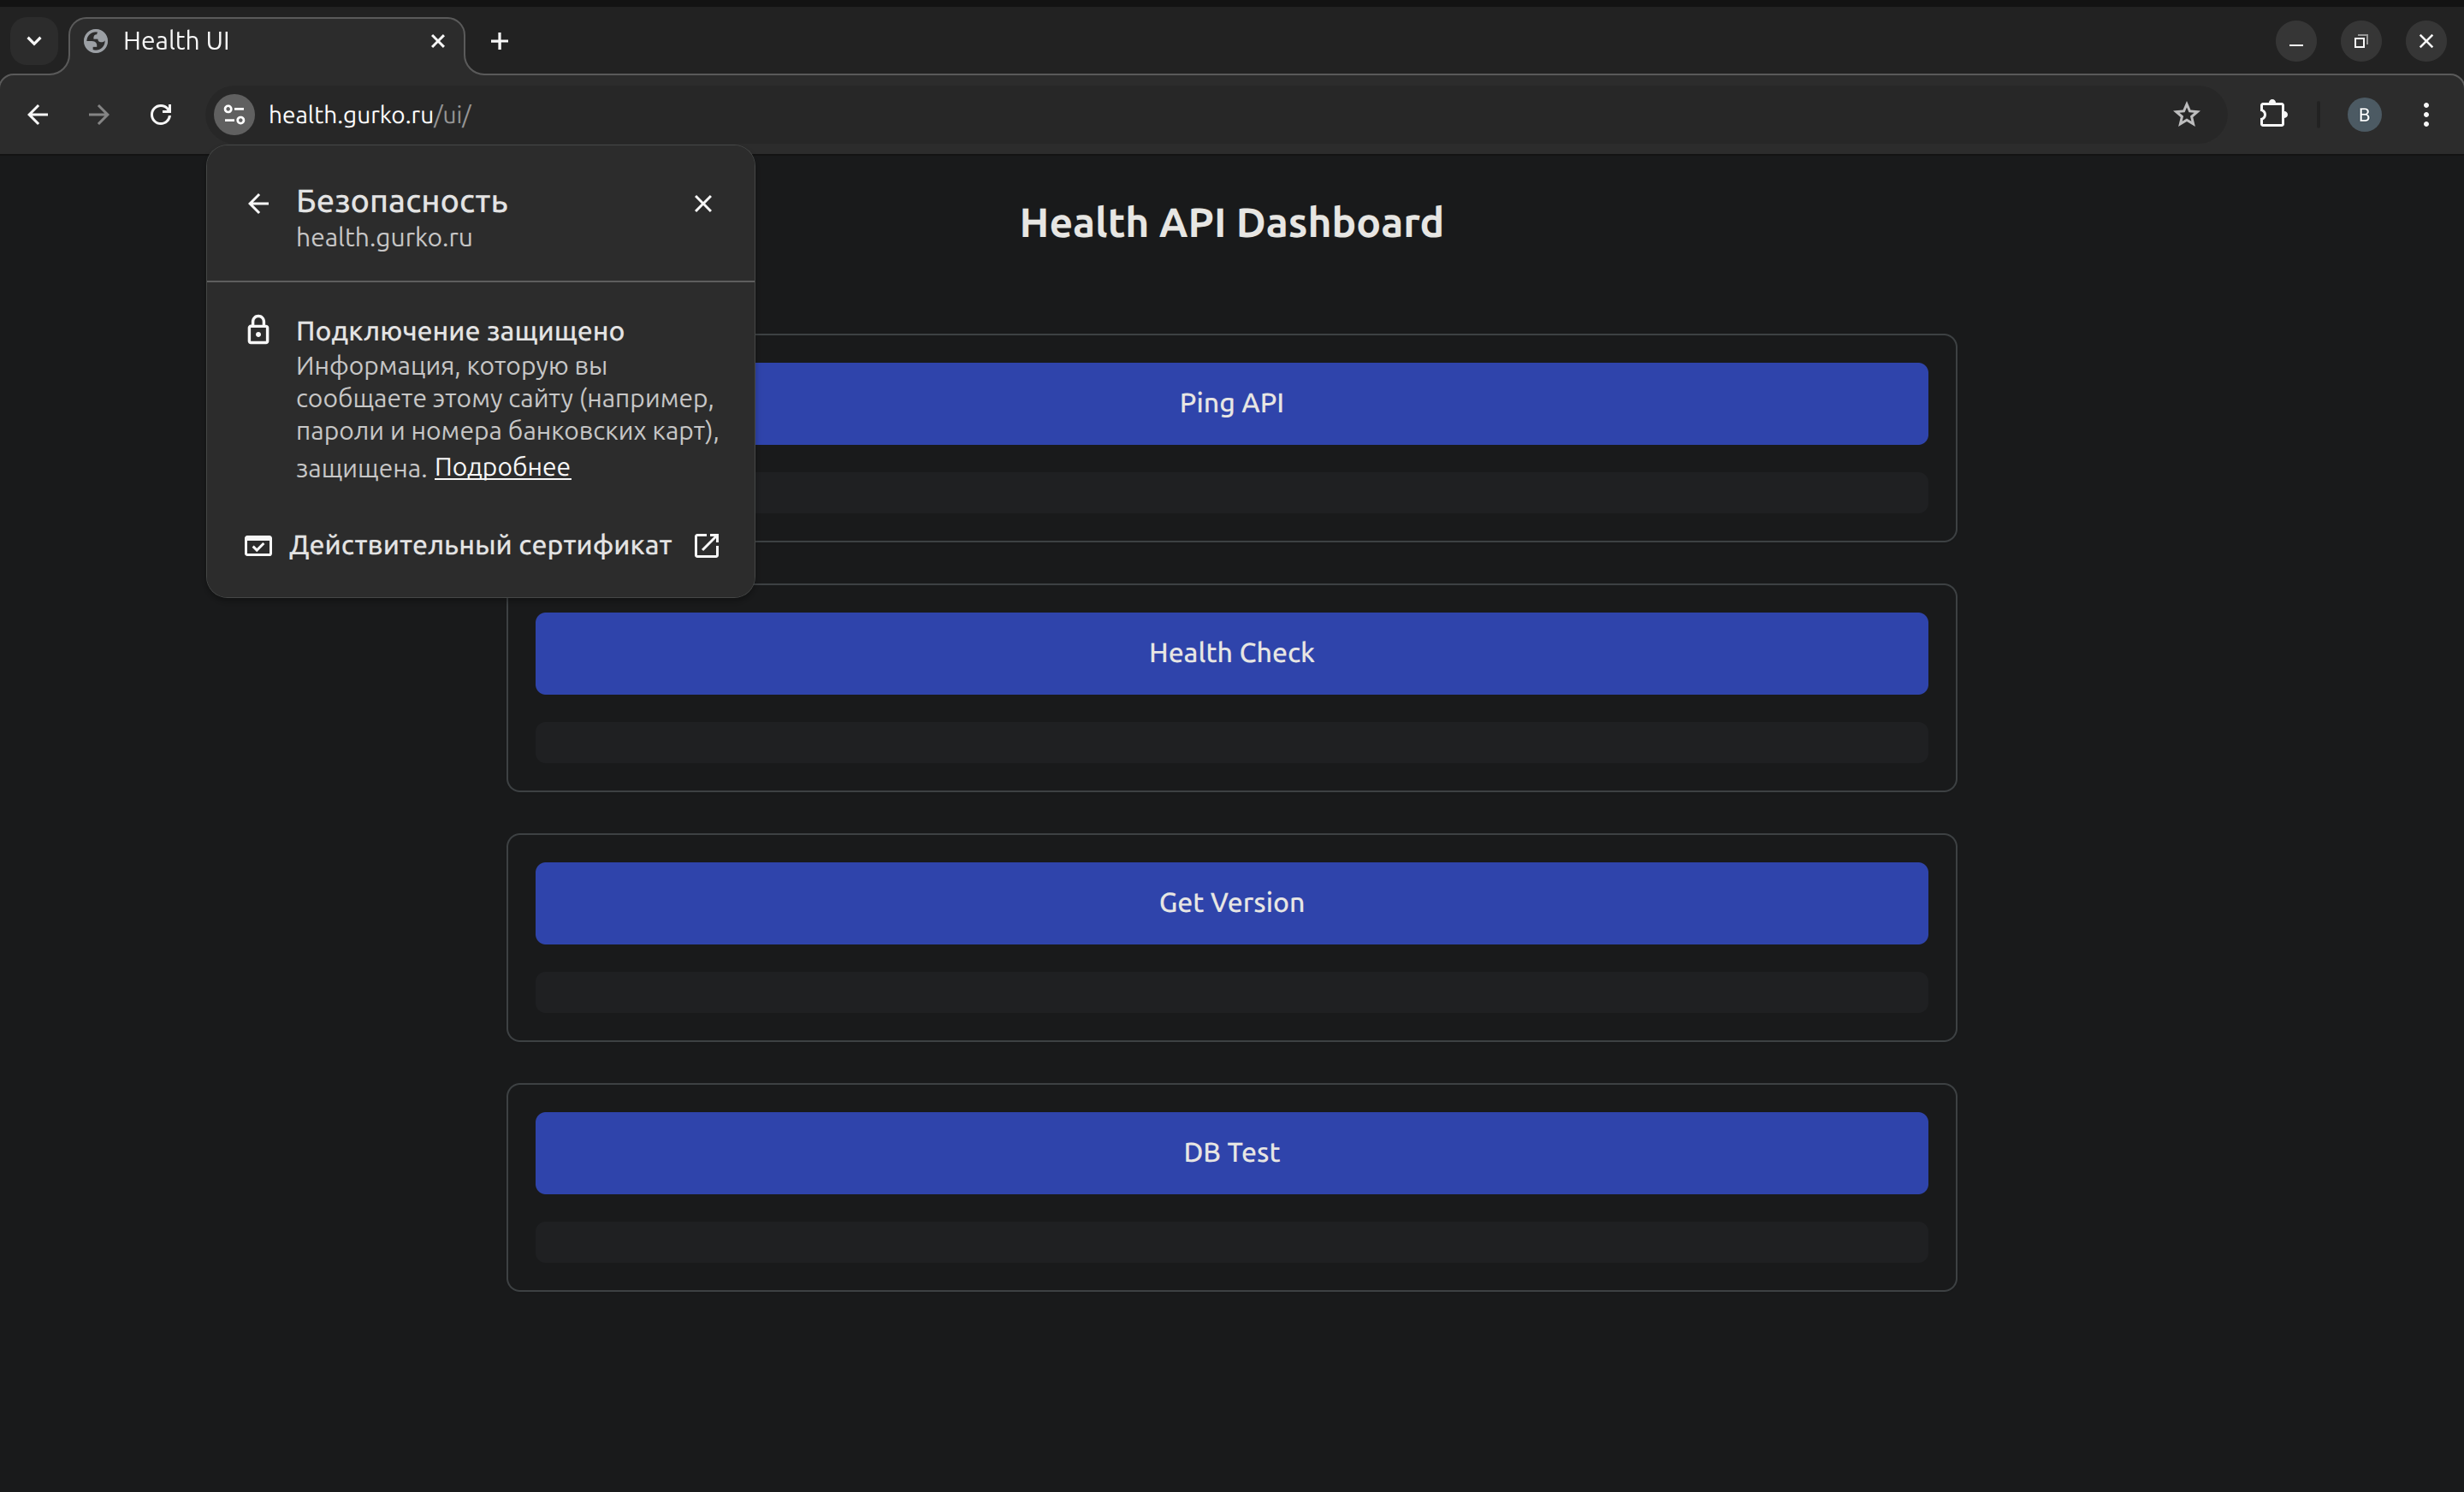 Health UI
health.gurko.ru/ui/
B
Безопасность
health.gurko.ru
Подключение защищено
Информация, которую вы
сообщаете этому сайту (например,
пароли и номера банковских карт),
защищена. Подробнее
Действительный сертификат
Health API Dashboard
Ping API
Health Check
Get Version
DB Test